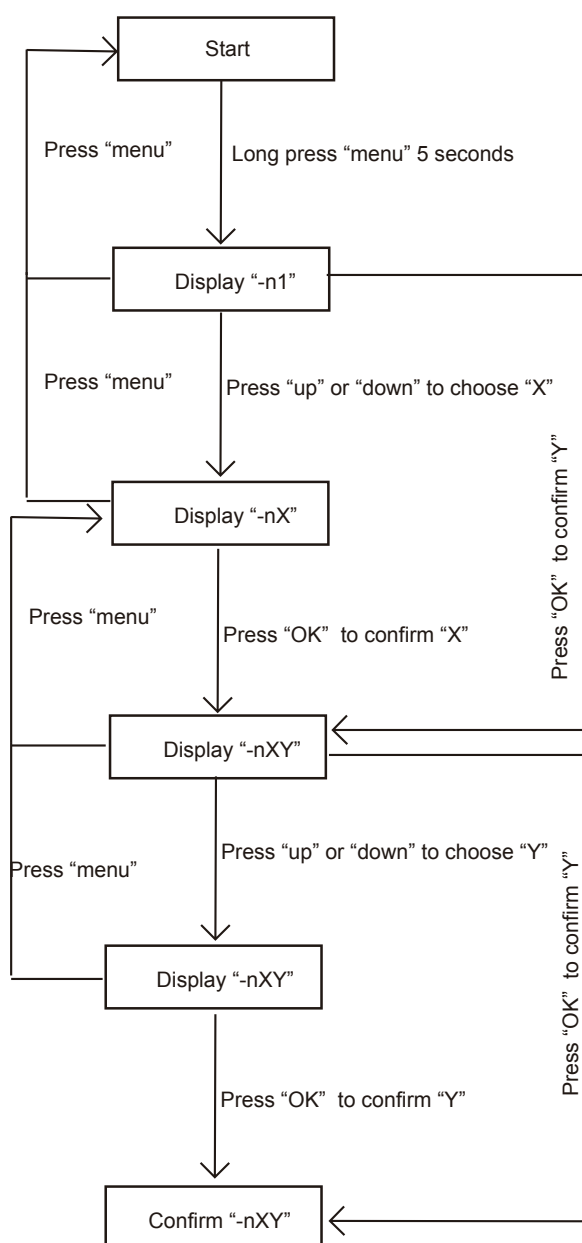 Start
Press “menu”
Long press “menu” 5 seconds
Display “-n1”
Press “menu”
Press “up” or “down” to choose “X”
Press “OK” to confirm “Y”
Display “-nX”
Press “menu”
Press “OK” to confirm “X”
Display “-nXY”
Press “menu”
Press “up” or “down” to choose “Y”
Press “OK” to confirm “Y”
Display “-nXY”
Press “OK” to confirm “Y”
Confirm “-nXY”